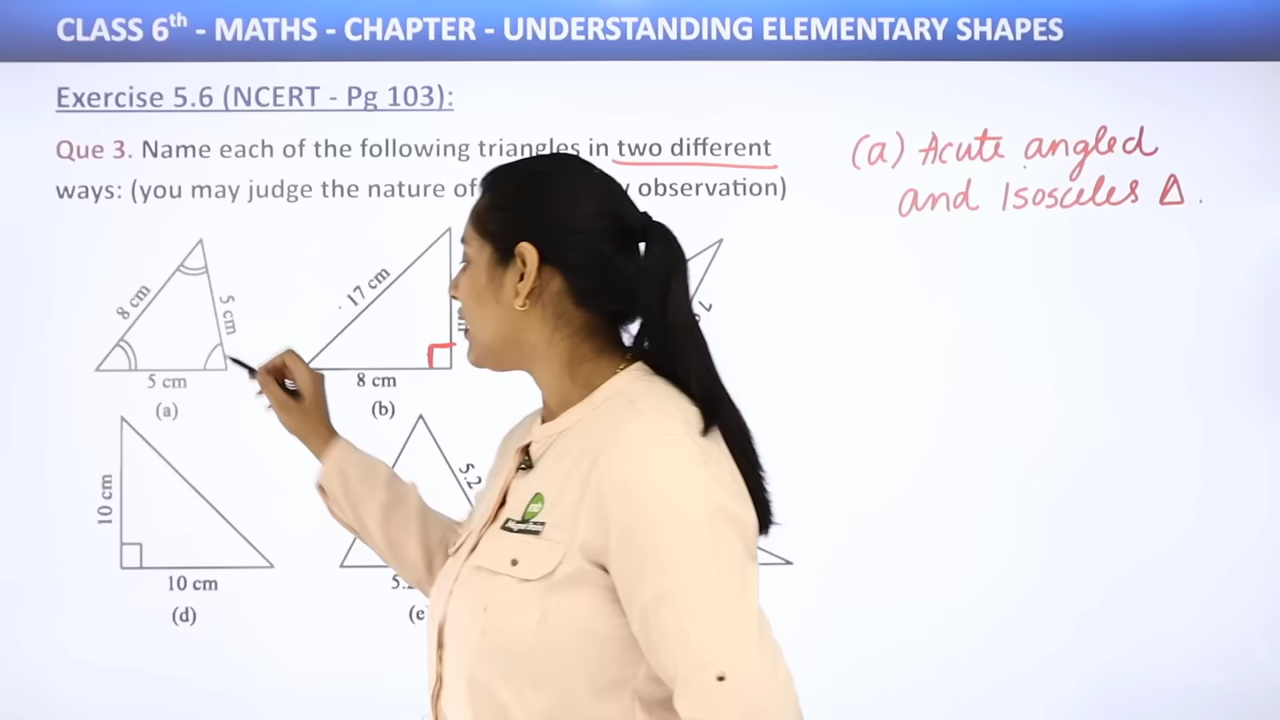 CLASS 6th - MATHS - CHAPTER - UNDERSTANDING ELEMENTARY SHAPES
Exercise 5.6 (NCERT - Pg 103):
Que 3. Name each of the following triangles in two different
ways: (you may judge the nature of observation)
(a) Acute angled
and Isosceles Δ.
8 cm
5 cm
5 cm
(a)
17 cm
8 cm
(b)
10 cm
10 cm
(d)
5.2
5.
(e